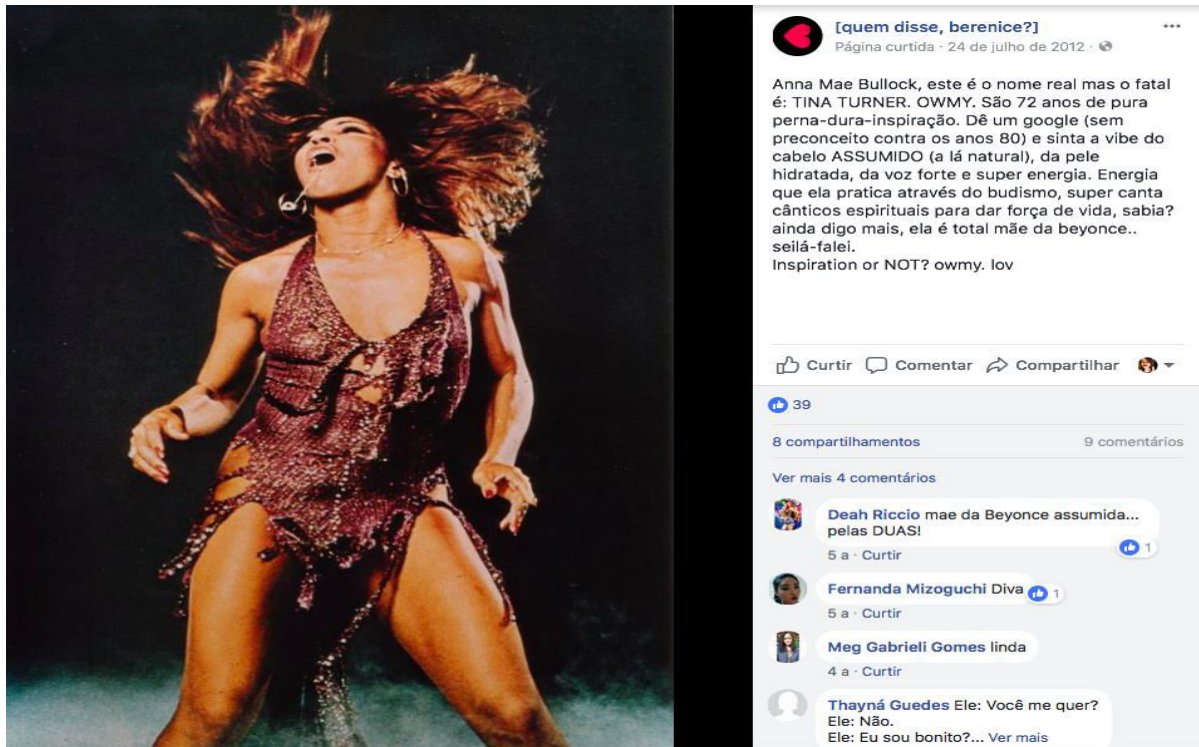 [quem disse, berenice?]
Página curtida · 24 de julho de 2012 ·
Anna Mae Bullock, este é o nome real mas o fatal
é: TINA TURNER. OWMY. São 72 anos de pura
perna-dura-inspiração. Dê um google (sem
preconceito contra os anos 80) e sinta a vibe do
cabelo ASSUMIDO (a lá natural), da pele
hidratada, da voz forte e super energia. Energia
que ela pratica através do budismo, super canta
cânticos espirituais para dar força de vida, sabia?
ainda digo mais, ela é total mãe da beyonce..
seilá-falei.
Inspiration or NOT? owmy. lov
Curtir Comentar Compartilhar
39
8 compartilhamentos 9 comentários
Ver mais 4 comentários
Deah Riccio mae da Beyonce assumida...
pelas DUAS!
1
5 a · Curtir
Fernanda Mizoguchi Diva 1
5 a · Curtir
Meg Gabrieli Gomes linda
4 a · Curtir
Thayná Guedes Ele: Você me quer?
Ele: Não.
Ele: Eu sou bonito?... Ver mais